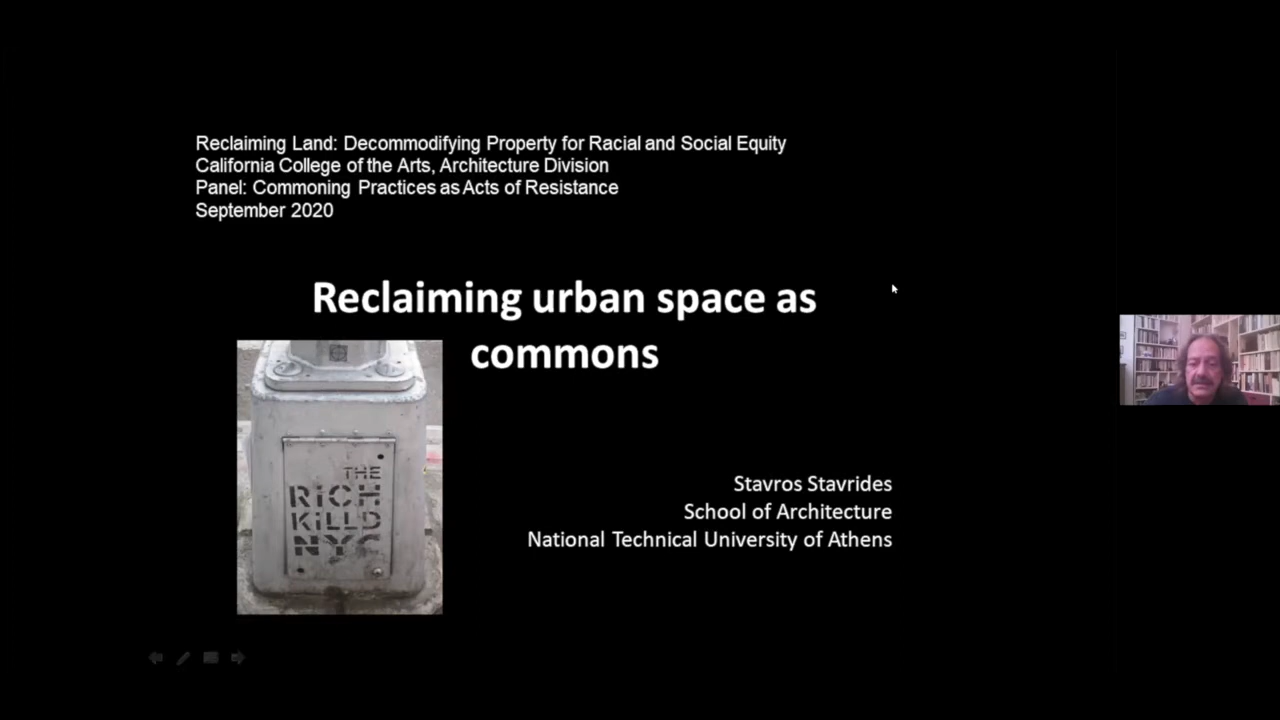 Reclaiming Land: Decommodifying Property for Racial and Social Equity
California College of the Arts, Architecture Division
Panel: Commoning Practices as Acts of Resistance
September 2020
Reclaiming urban space as
commons
THE
RiCH
KiLLD
NYC
Stavros Stavrides
School of Architecture
National Technical University of Athens